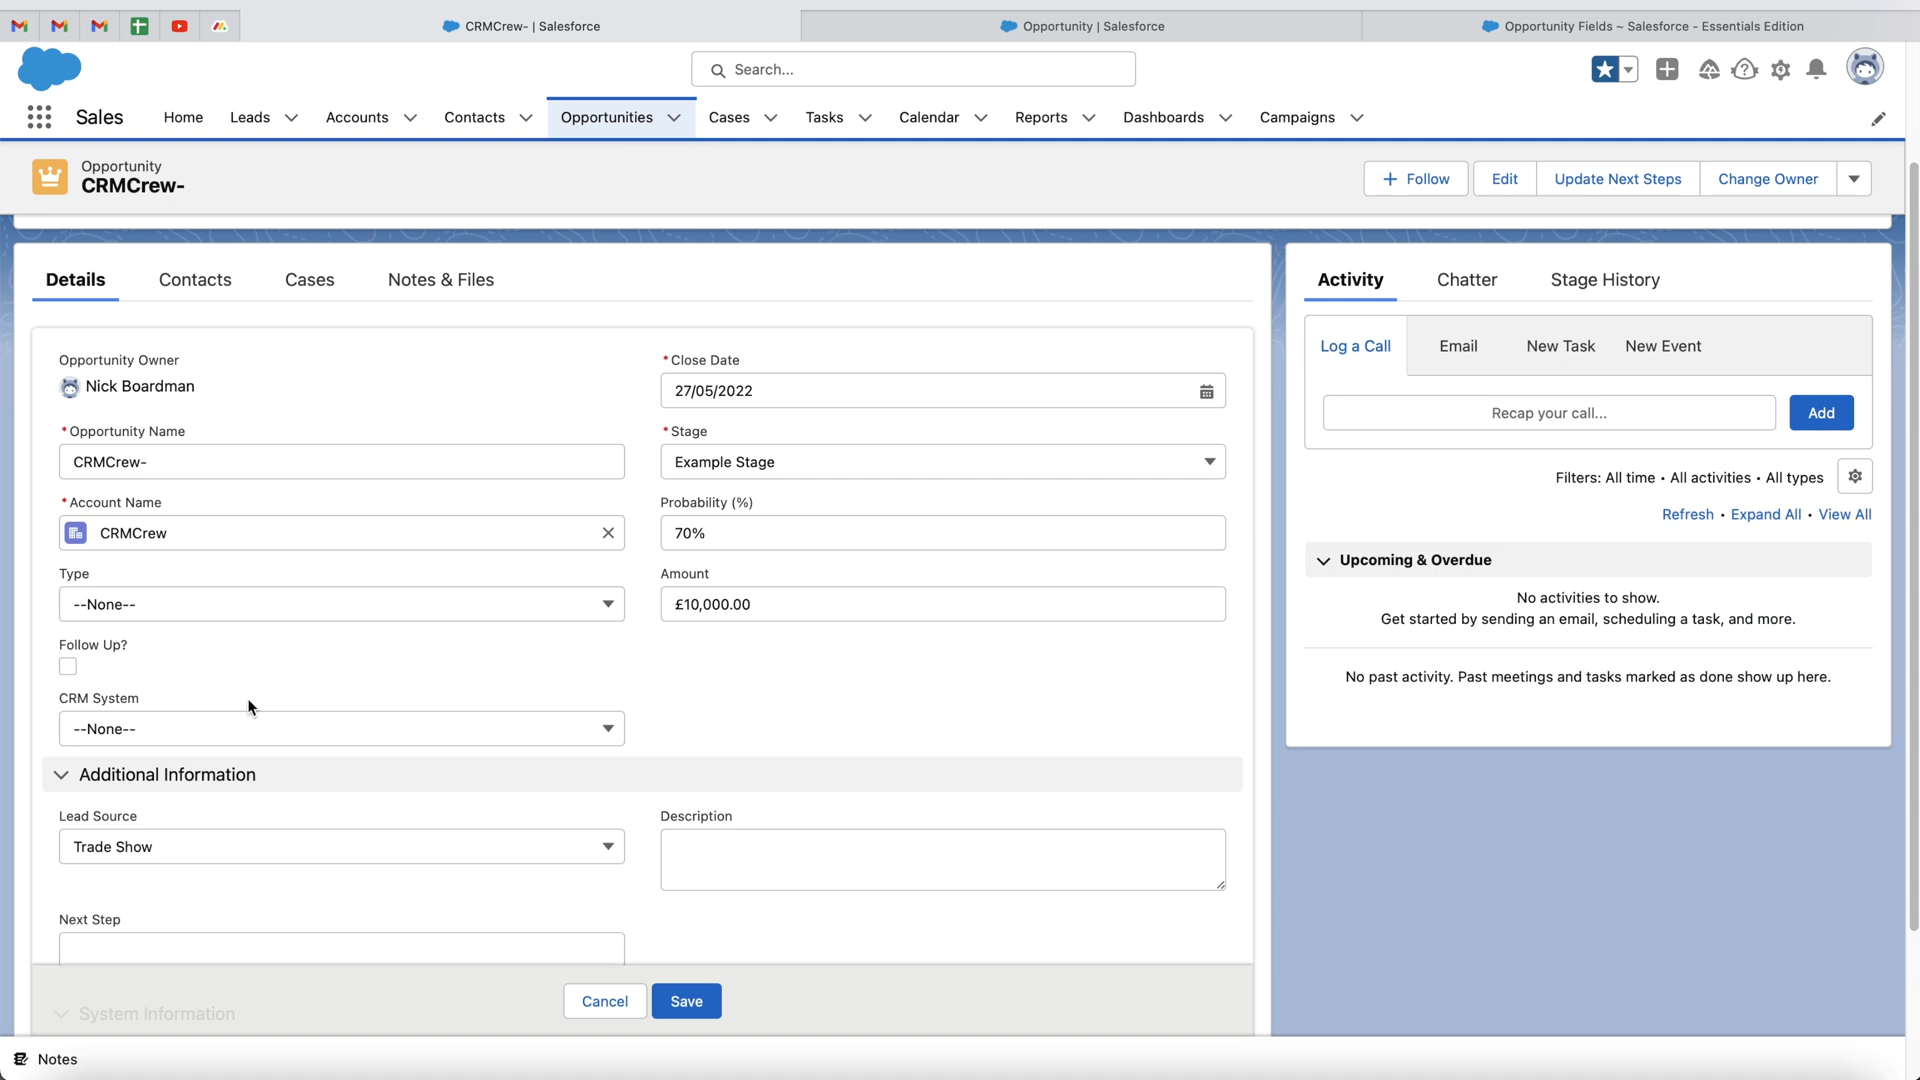 CRMCrew- | Salesforce
Opportunity | Salesforce
Opportunity Fields ~ Salesforce - Essentials Edition
Search...
Sales
Home
Leads
Accounts
Contacts
Opportunities
Cases
Tasks
Calendar
Reports
Dashboards
Campaigns
Opportunity
CRMCrew-
+ Follow
Edit
Update Next Steps
Change Owner
Details
Contacts
Cases
Notes & Files
Opportunity Owner
Nick Boardman
*Close Date
27/05/2022
*Opportunity Name
CRMCrew-
*Stage
Example Stage
*Account Name
CRMCrew
Probability (%)
70%
Type
--None--
Amount
£10,000.00
Follow Up?
CRM System
--None--
Additional Information
Lead Source
Trade Show
Description
Next Step
Cancel
Save
System Information
Activity
Chatter
Stage History
Log a Call
Email
New Task
New Event
Recap your call...
Add
Filters: All time • All activities • All types
Refresh • Expand All • View All
Upcoming & Overdue
No activities to show.
Get started by sending an email, scheduling a task, and more.
No past activity. Past meetings and tasks marked as done show up here.
Notes